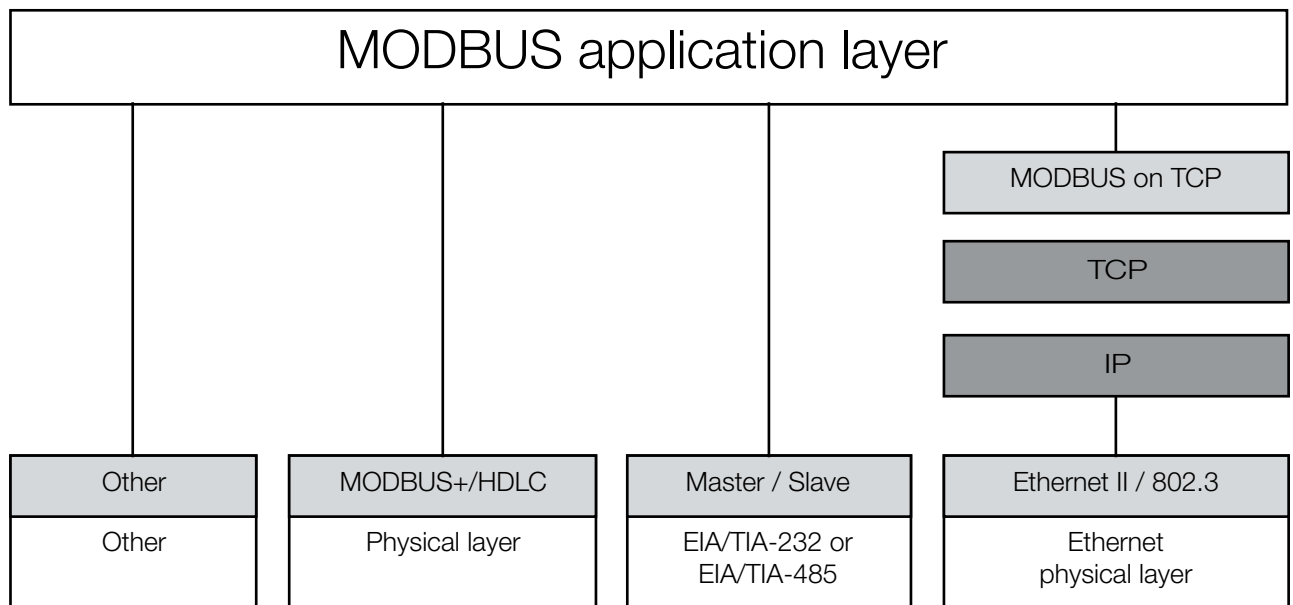 MODBUS application layer
MODBUS on TCP
TCP
IP
Other
MODBUS+/HDLC
Master / Slave
Ethernet II / 802.3
Other
Physical layer
EIA/TIA-232 or
EIA/TIA-485
Ethernet
physical layer